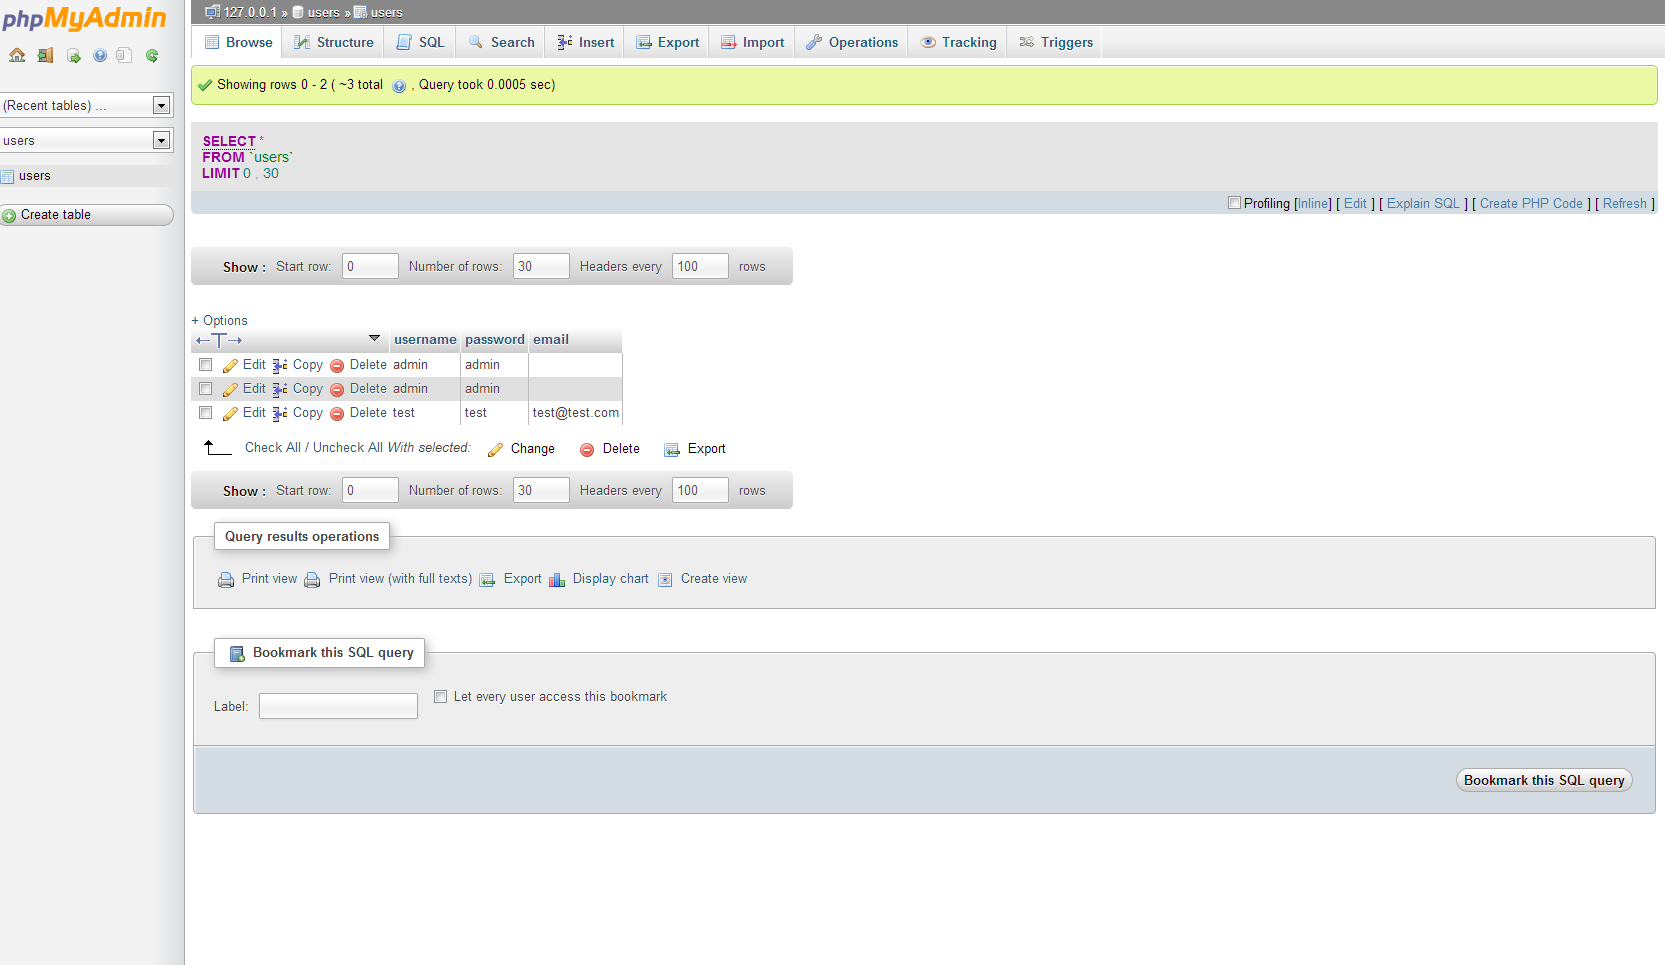 phpMyAdmin
(Recent tables) ...
users
users
Create table
127.0.0.1 » users » users
Browse Structure SQL Search Insert Export Import Operations Tracking Triggers
Showing rows 0 - 2 ( ~3 total , Query took 0.0005 sec)
SELECT *
FROM `users`
LIMIT 0 , 30
Profiling [Inline] [ Edit ] [ Explain SQL ] [ Create PHP Code ] [ Refresh ]
Show : Start row: 0 Number of rows: 30 Headers every 100 rows
+ Options
←T→ username password email
Edit Copy Delete admin admin
Edit Copy Delete admin admin
Edit Copy Delete test test test@test.com
Check All / Uncheck All With selected: Change Delete Export
Show : Start row: 0 Number of rows: 30 Headers every 100 rows
Query results operations
Print view Print view (with full texts) Export Display chart Create view
Bookmark this SQL query
Label: Let every user access this bookmark
Bookmark this SQL query